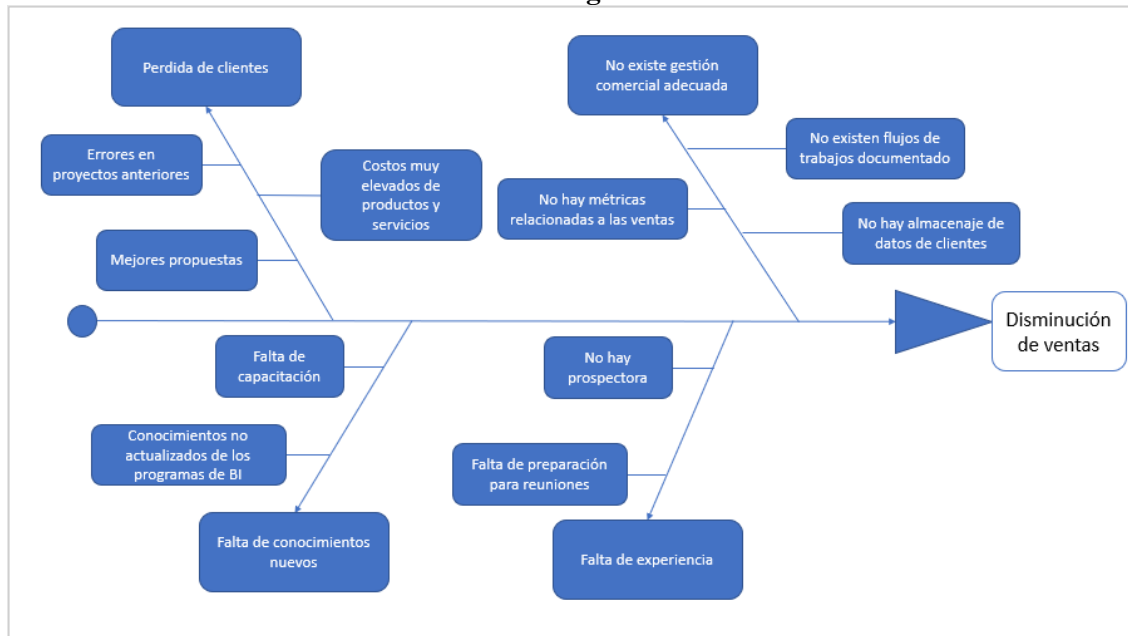 Perdida de clientes
No existe gestión
comercial adecuada
Errores en
proyectos anteriores
Costos muy
elevados de
productos y
servicios
No existen flujos de
trabajos documentado
No hay métricas
relacionadas a las ventas
No hay almacenaje de
datos de clientes
Mejores propuestas
Disminución
de ventas
Falta de
capacitación
No hay
prospectora
Conocimientos no
actualizados de los
programas de BI
Falta de preparación
para reuniones
Falta de conocimientos
nuevos
Falta de experiencia